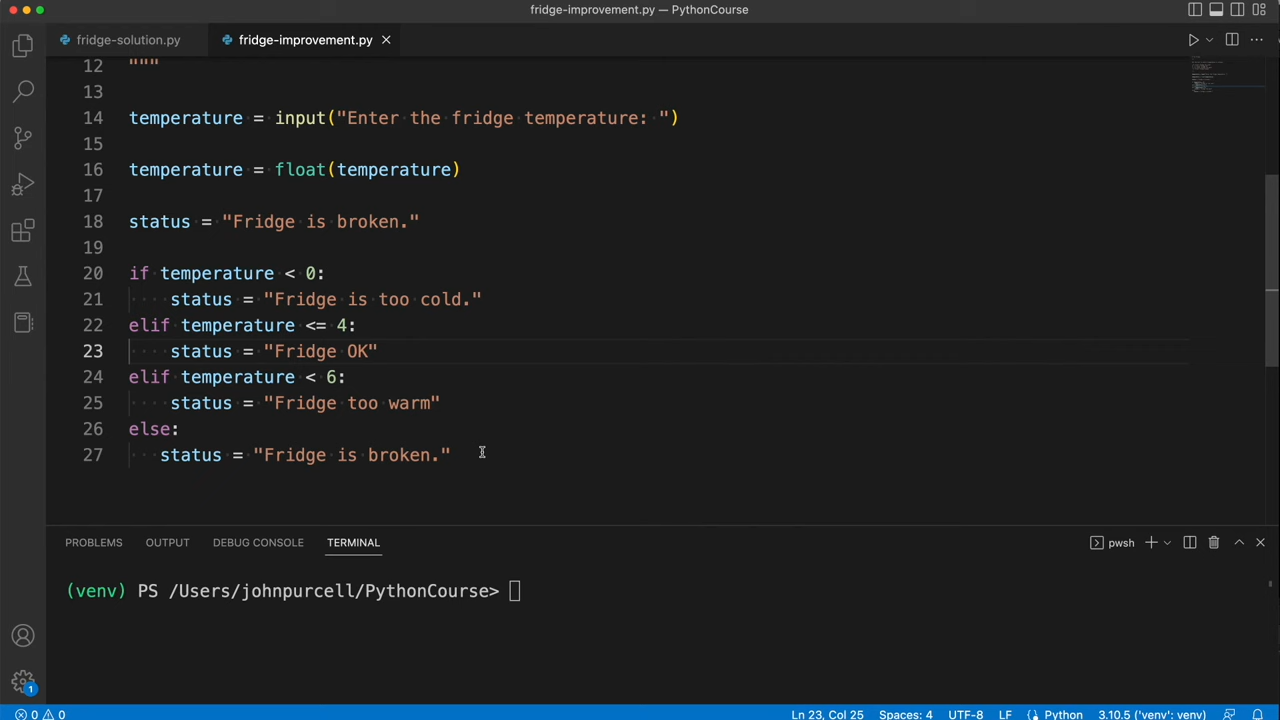 fridge-improvement.py — PythonCourse
fridge-solution.py
fridge-improvement.py
12 """
13
14 temperature = input("Enter the fridge temperature: ")
15
16 temperature = float(temperature)
17
18 status = "Fridge is broken."
19
20 if temperature < 0:
21 status = "Fridge is too cold."
22 elif temperature <= 4:
23 status = "Fridge OK"
24 elif temperature < 6:
25 status = "Fridge too warm"
26 else:
27 status = "Fridge is broken."
PROBLEMS OUTPUT DEBUG CONSOLE TERMINAL
pwsh
(venv) PS /Users/johnpurcell/PythonCourse>
1
0 0 Ln 23, Col 25 Spaces: 4 UTF-8 LF Python 3.10.5 ('venv': venv)